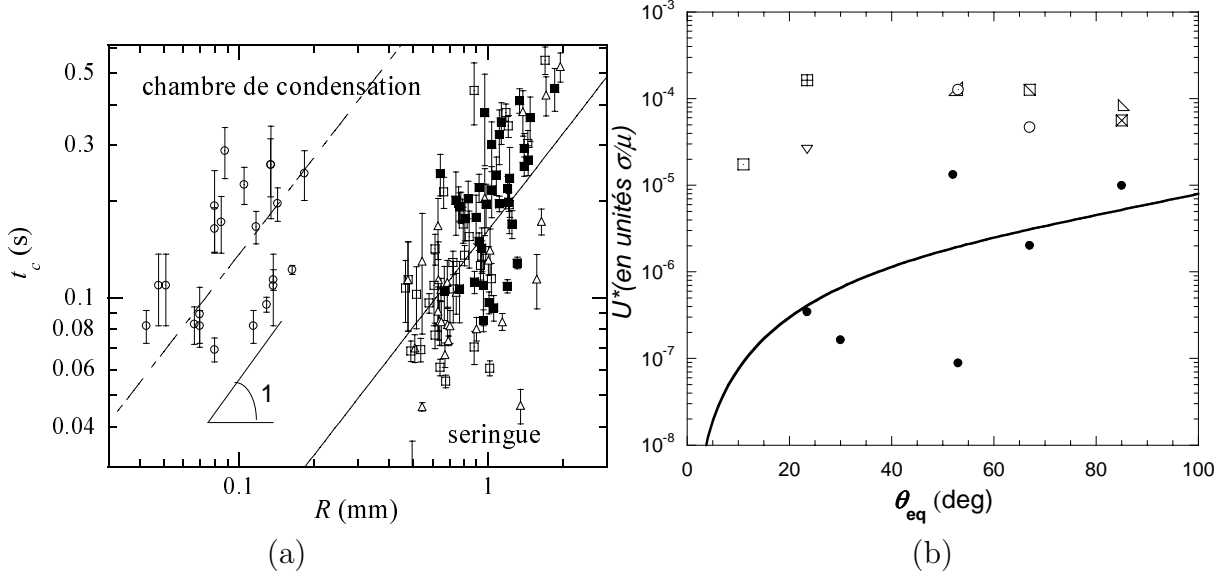 0.5
0.3
0.1
0.08
0.06
0.04
t_c (s)
chambre de condensation
1
seringue
0.1
1
R (mm)
(a)
10^-3
10^-4
10^-5
10^-6
10^-7
10^-8
U*(en unités σ/μ)
0
20
40
60
80
100
θ_eq (deg)
(b)